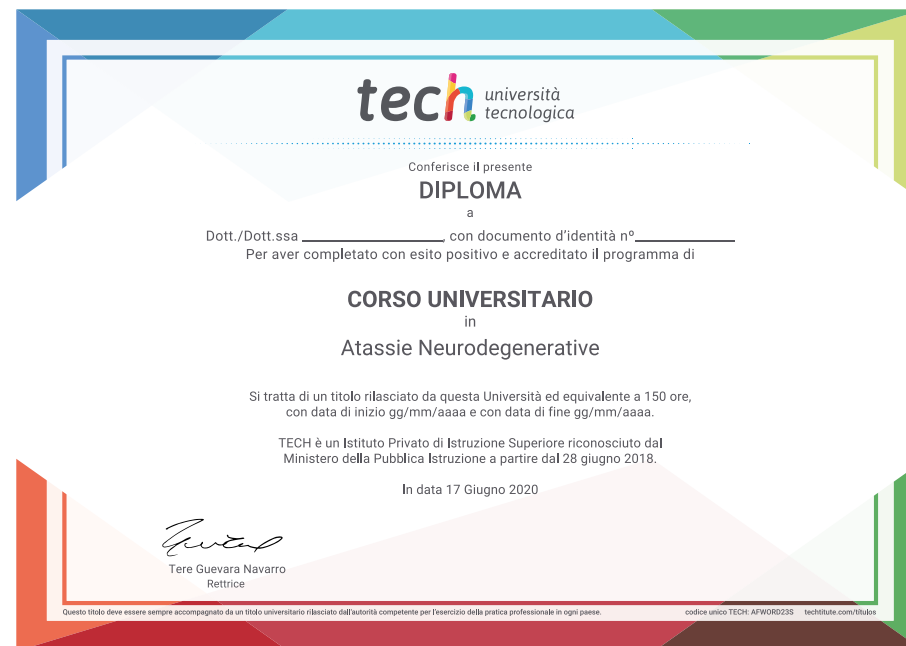 tech università
tecnologica
Conferisce il presente
DIPLOMA
a
Dott./Dott.ssa ____________________, con documento d'identità nº______________
Per aver completato con esito positivo e accreditato il programma di
CORSO UNIVERSITARIO
in
Atassie Neurodegenerative
Si tratta di un titolo rilasciato da questa Università ed equivalente a 150 ore,
con data di inizio gg/mm/aaaa e con data di fine gg/mm/aaaa.
TECH è un Istituto Privato di Istruzione Superiore riconosciuto dal
Ministero della Pubblica Istruzione a partire dal 28 giugno 2018.
In data 17 Giugno 2020
Tere Guevara Navarro
Rettrice
Questo titolo deve essere sempre accompagnato da un titolo universitario rilasciato dall'autorità competente per l'esercizio della pratica professionale in ogni paese. codice unico TECH: AFWORD23S techtitute.com/títulos